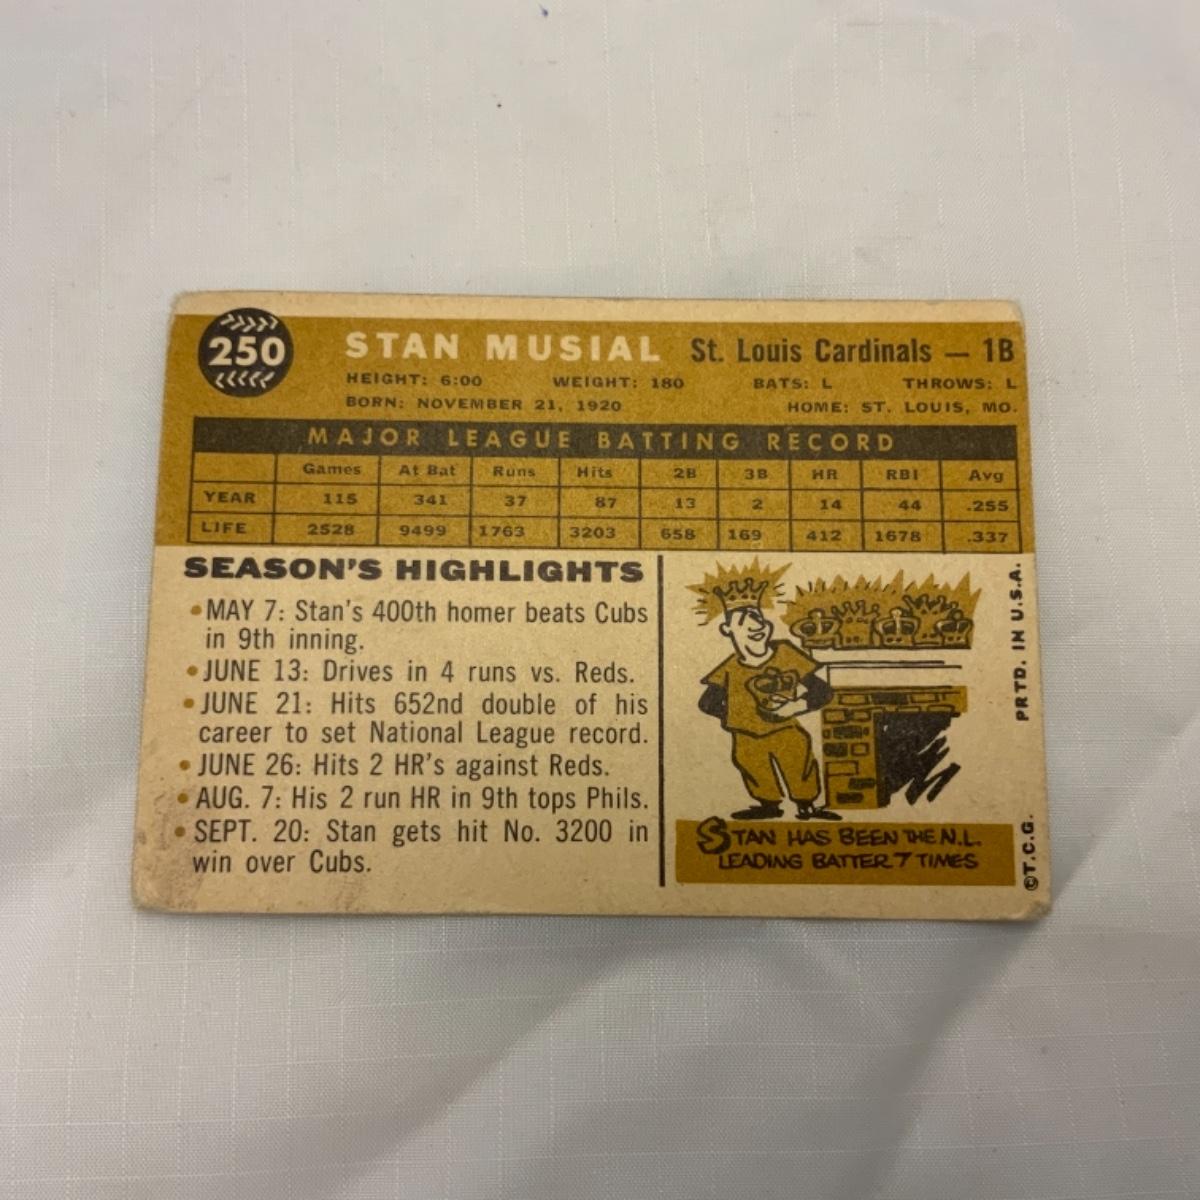 250
STAN MUSIAL St. Louis Cardinals — 1B
HEIGHT: 6:00 WEIGHT: 180 BATS: L THROWS: L
BORN: NOVEMBER 21, 1920 HOME: ST. LOUIS, MO.
MAJOR LEAGUE BATTING RECORD
Games At Bat Runs Hits 2B 3B HR RBI Avg
YEAR 115 341 37 87 13 2 14 44 .255
LIFE 2528 9499 1763 3203 658 169 412 1678 .337
SEASON'S HIGHLIGHTS
• MAY 7: Stan's 400th homer beats Cubs
in 9th inning.
• JUNE 13: Drives in 4 runs vs. Reds.
• JUNE 21: Hits 652nd double of his
career to set National League record.
• JUNE 26: Hits 2 HR's against Reds.
• AUG. 7: His 2 run HR in 9th tops Phils.
• SEPT. 20: Stan gets hit No. 3200 in
win over Cubs.
STAN HAS BEEN THE N.L.
LEADING BATTER 7 TIMES
©T.C.G. PRTD. IN U.S.A.